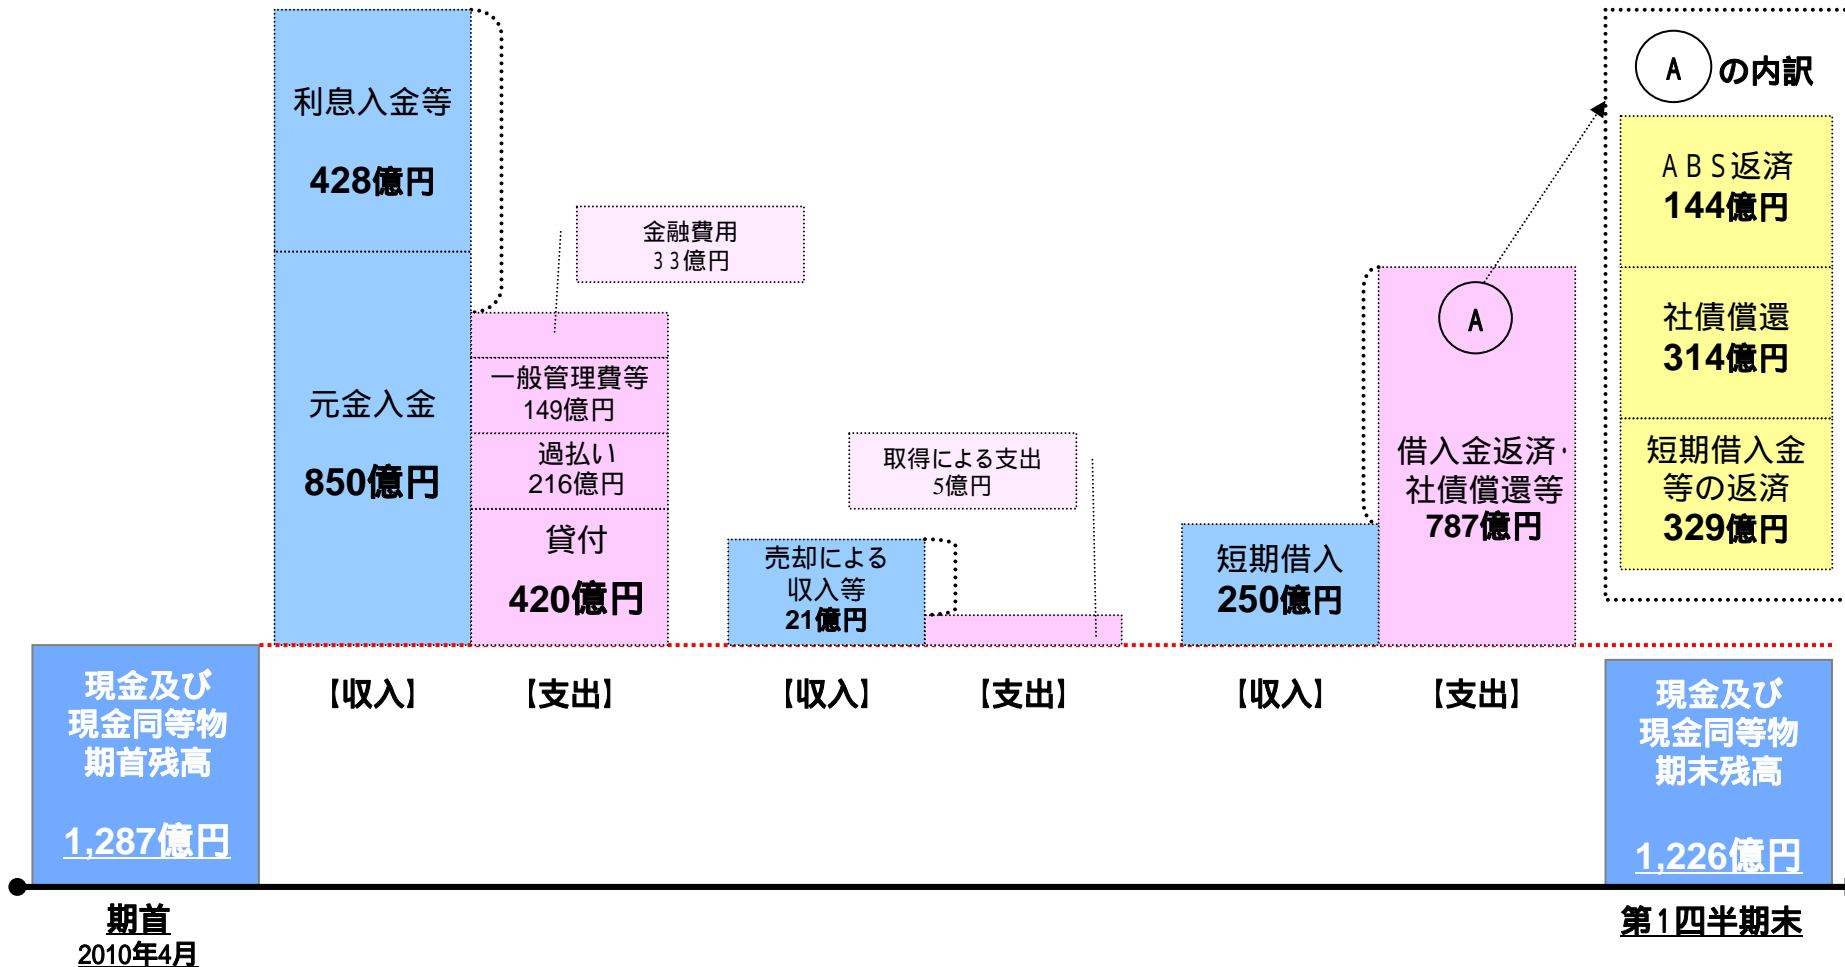 利息入金等
428億円
元金入金
850億円
金融費用
33億円
一般管理費等
149億円
過払い
216億円
貸付
420億円
取得による支出
5億円
売却による
収入等
21億円
短期借入
250億円
A
借入金返済・
社債償還等
787億円
Aの内訳
ABS返済
144億円
社債償還
314億円
短期借入金
等の返済
329億円
現金及び
現金同等物
期首残高
1,287億円
【収入】
【支出】
【収入】
【支出】
【収入】
【支出】
現金及び
現金同等物
期末残高
1,226億円
期首
2010年4月
第1四半期末